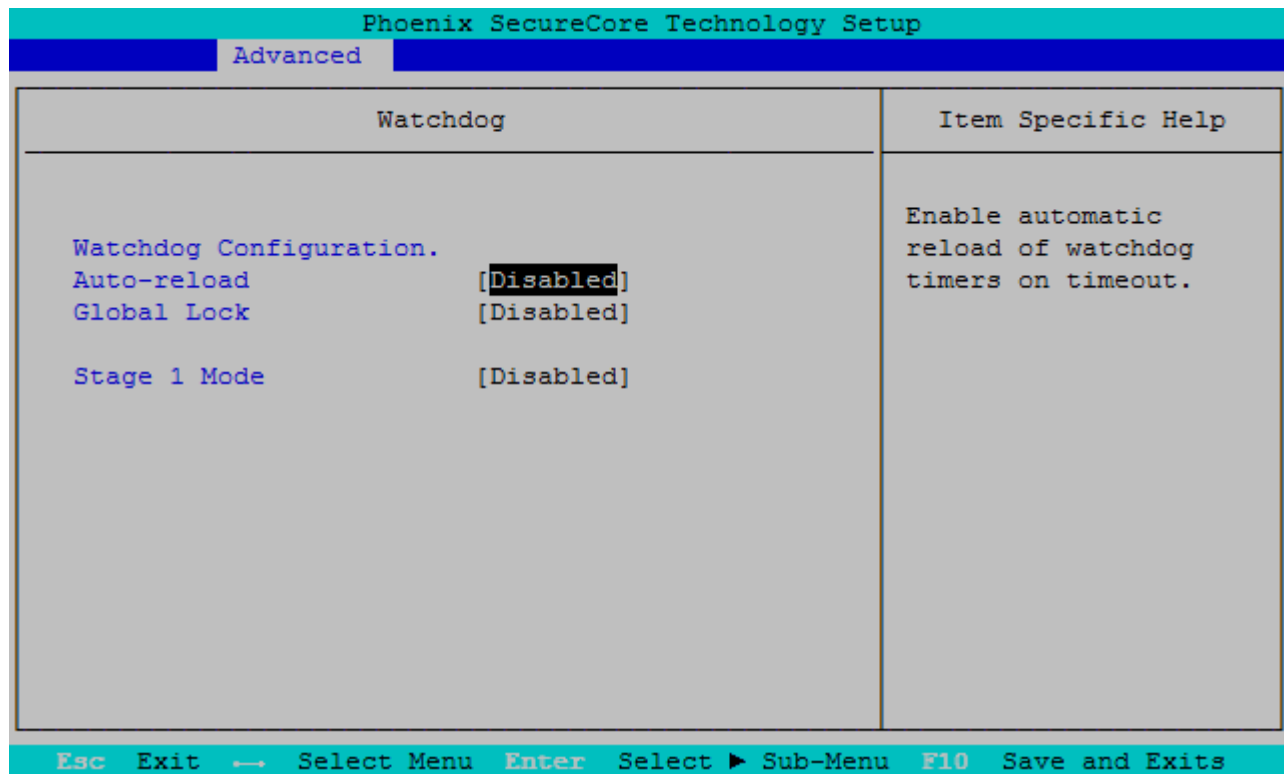 Phoenix SecureCore Technology Setup
Advanced
Watchdog
Watchdog Configuration.
Auto-reload [Disabled]
Global Lock [Disabled]
Stage 1 Mode [Disabled]
Item Specific Help
Enable automatic
reload of watchdog
timers on timeout.
Esc Exit ←→ Select Menu Enter Select ► Sub-Menu F10 Save and Exits